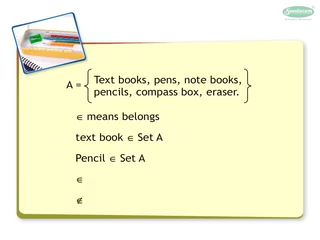 A = { Text books, pens, note books,
pencils, compass box, eraser. }
∈ means belongs
text book ∈ Set A
Pencil ∈ Set A
∈
∉